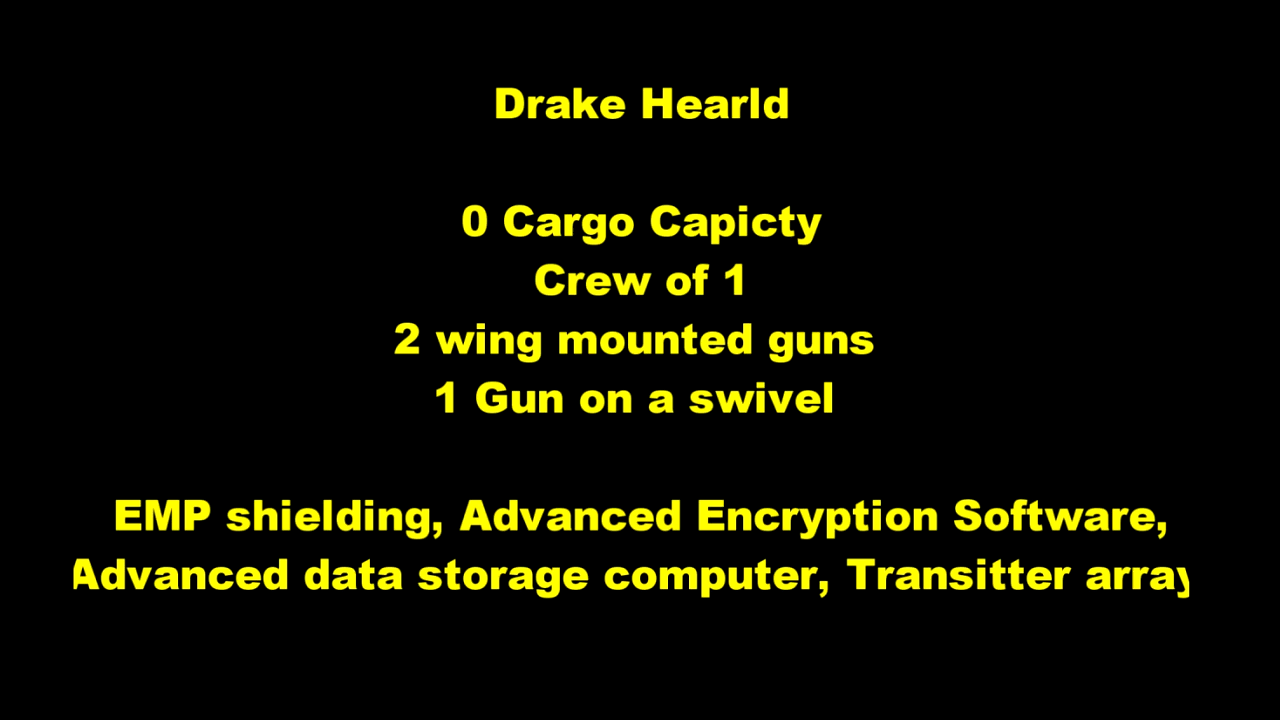 Drake Hearld
0 Cargo Capicty
Crew of 1
2 wing mounted guns
1 Gun on a swivel
EMP shielding, Advanced Encryption Software,
Advanced data storage computer, Transitter array